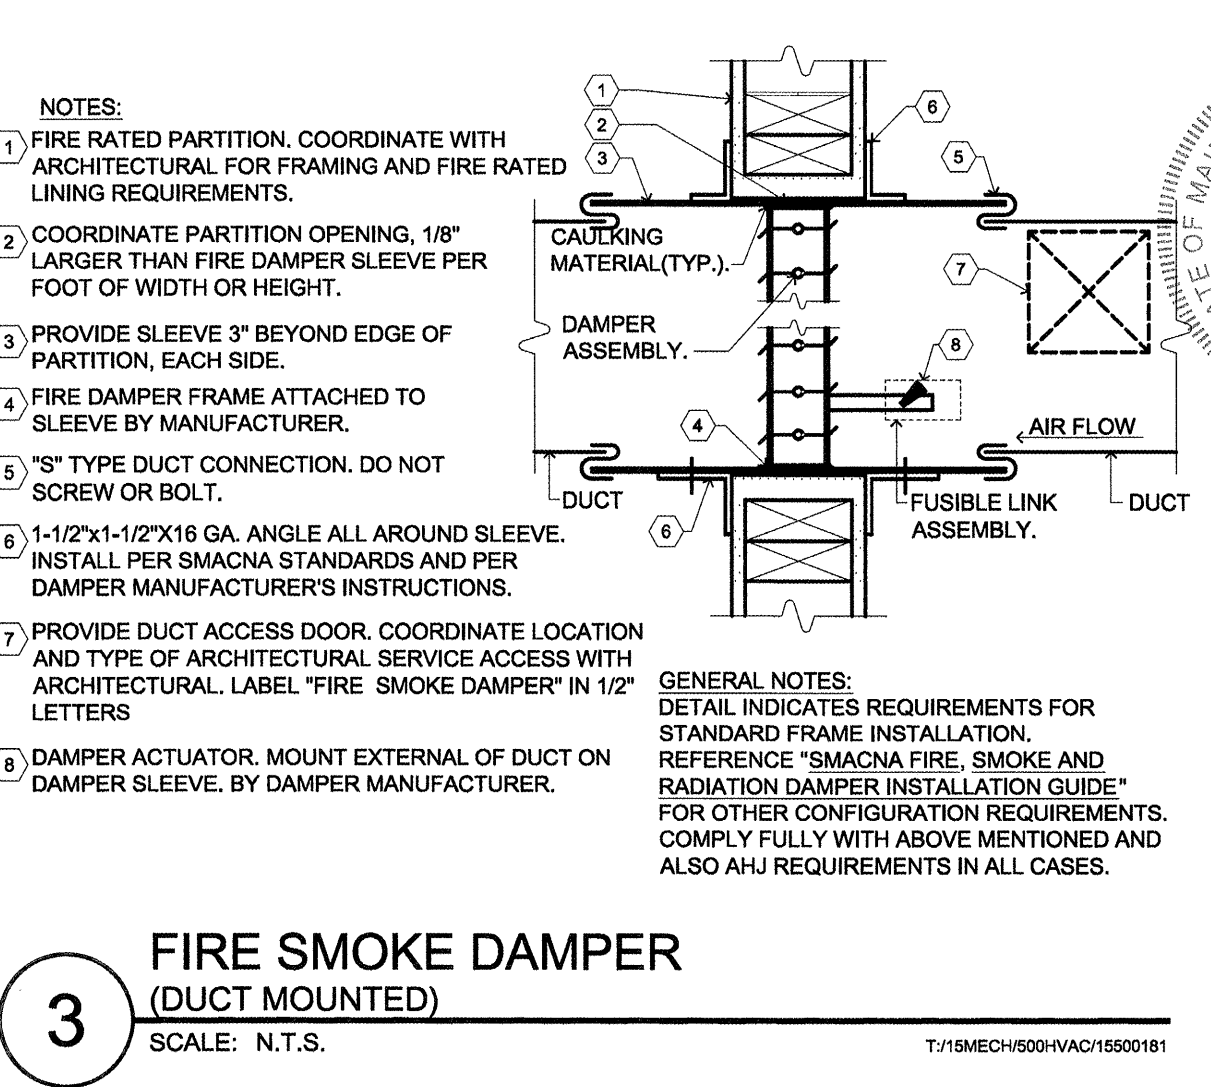 NOTES:
1 FIRE RATED PARTITION. COORDINATE WITH
ARCHITECTURAL FOR FRAMING AND FIRE RATED
LINING REQUIREMENTS.
2 COORDINATE PARTITION OPENING, 1/8"
LARGER THAN FIRE DAMPER SLEEVE PER
FOOT OF WIDTH OR HEIGHT.
3 PROVIDE SLEEVE 3" BEYOND EDGE OF
PARTITION, EACH SIDE.
4 FIRE DAMPER FRAME ATTACHED TO
SLEEVE BY MANUFACTURER.
5 "S" TYPE DUCT CONNECTION. DO NOT
SCREW OR BOLT.
6 1-1/2"x1-1/2"X16 GA. ANGLE ALL AROUND SLEEVE.
INSTALL PER SMACNA STANDARDS AND PER
DAMPER MANUFACTURER'S INSTRUCTIONS.
7 PROVIDE DUCT ACCESS DOOR. COORDINATE LOCATION
AND TYPE OF ARCHITECTURAL SERVICE ACCESS WITH
ARCHITECTURAL. LABEL "FIRE SMOKE DAMPER" IN 1/2"
LETTERS
8 DAMPER ACTUATOR. MOUNT EXTERNAL OF DUCT ON
DAMPER SLEEVE. BY DAMPER MANUFACTURER.
1
2
3
6
5
CAULKING
MATERIAL(TYP.).
7
DAMPER
ASSEMBLY.
8
4
AIR FLOW
DUCT
6
FUSIBLE LINK
ASSEMBLY.
DUCT
OF
GENERAL NOTES:
DETAIL INDICATES REQUIREMENTS FOR
STANDARD FRAME INSTALLATION.
REFERENCE "SMACNA FIRE, SMOKE AND
RADIATION DAMPER INSTALLATION GUIDE"
FOR OTHER CONFIGURATION REQUIREMENTS.
COMPLY FULLY WITH ABOVE MENTIONED AND
ALSO AHJ REQUIREMENTS IN ALL CASES.
3
FIRE SMOKE DAMPER
(DUCT MOUNTED)
SCALE: N.T.S.
T:/15MECH/500HVAC/15500181